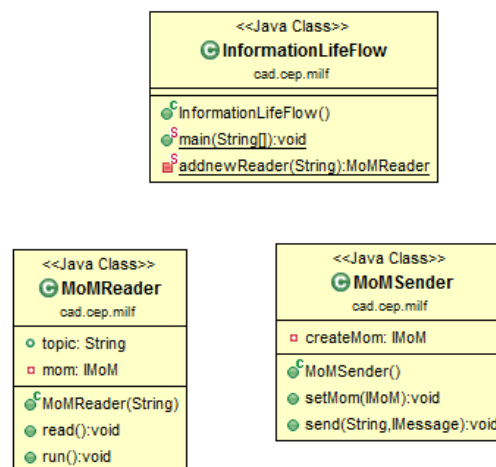 <<Java Class>>
InformationLifeFlow
cad.cep.milf
InformationLifeFlow()
main(String[]):void
addnewReader(String):MoMReader
<<Java Class>>
MoMReader
cad.cep.milf
topic: String
mom: IMoM
MoMReader(String)
read():void
run():void
<<Java Class>>
MoMSender
cad.cep.milf
createMom: IMoM
MoMSender()
setMom(IMoM):void
send(String,IMessage):void